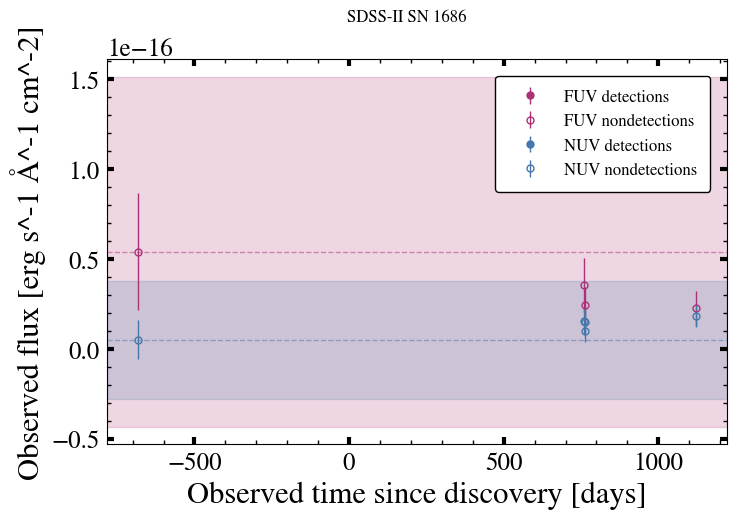 SDSS-II SN 1686
1e−16
Observed flux [erg s^-1 Å^-1 cm^-2]
1.5
1.0
0.5
0.0
−0.5
FUV detections
FUV nondetections
NUV detections
NUV nondetections
−500
0
500
1000
Observed time since discovery [days]